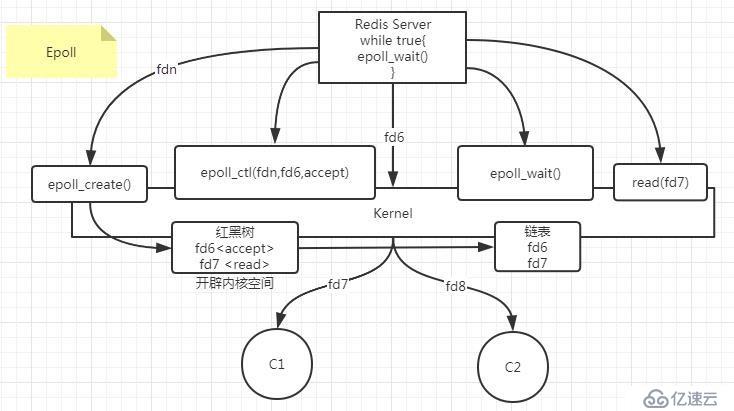 Epoll
Redis Server
while true{
epoll_wait()
}
fdn
fd6
epoll_create()
epoll_ctl(fdn,fd6,accept)
epoll_wait()
read(fd7)
Kernel
红黑树
fd6<accept>
fd7 <read>
开辟内核空间
链表
fd6
fd7
fd7
fd8
C1
C2
亿速云